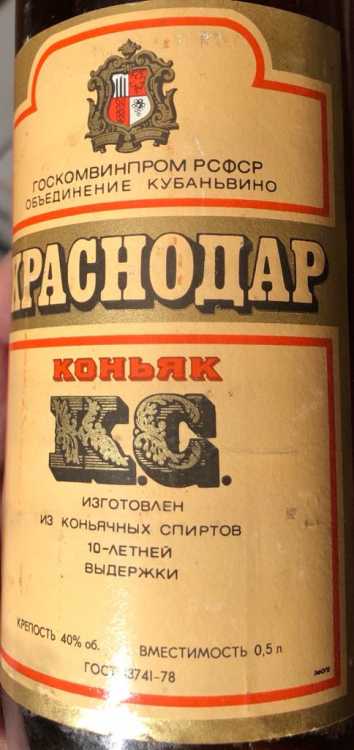 ГОСКОМВИНПРОМ РСФСР
ОБЪЕДИНЕНИЕ КУБАНЬВИНО
КРАСНОДАР
КОНЬЯК
К.С.
ИЗГОТОВЛЕН
ИЗ КОНЬЯЧНЫХ СПИРТОВ
10-ЛЕТНЕЙ
ВЫДЕРЖКИ
КРЕПОСТЬ 40% об. ВМЕСТИМОСТЬ 0,5 л
ГОСТ 13741-78